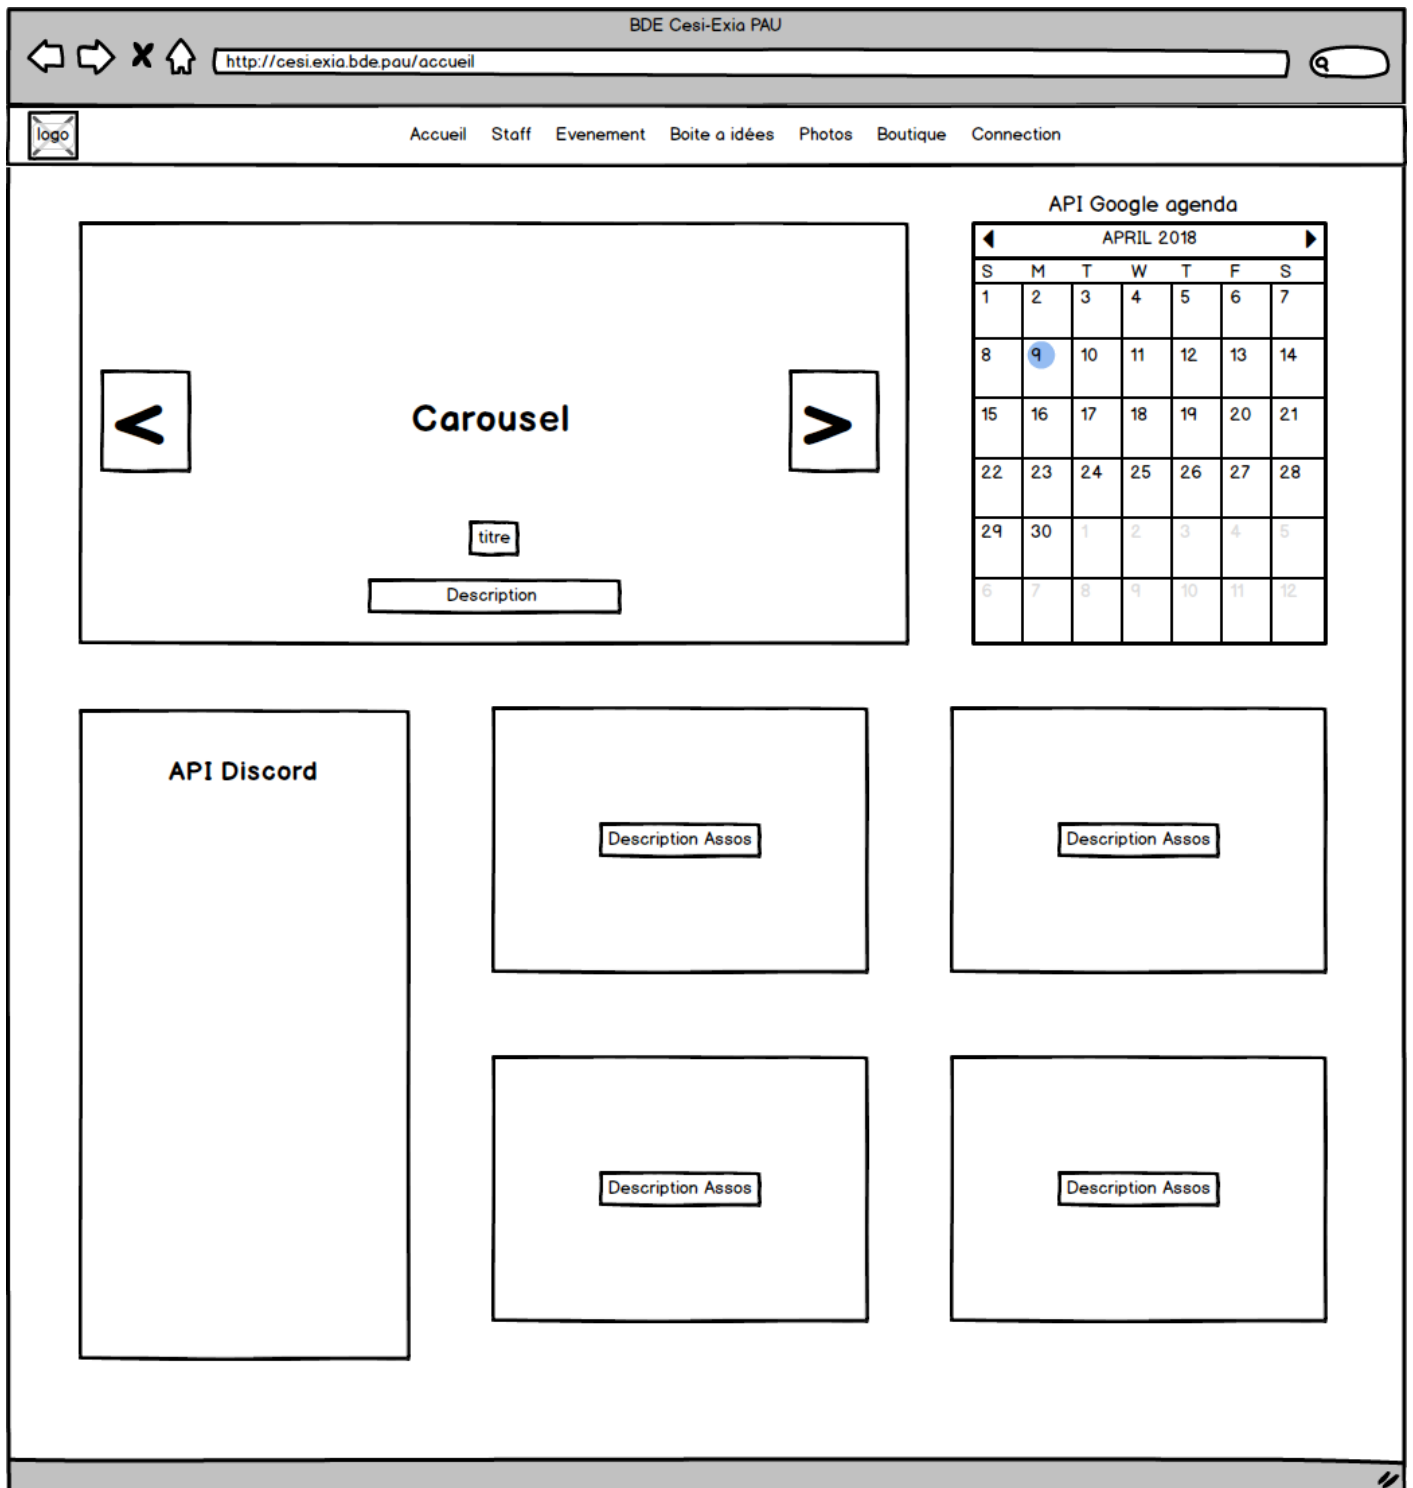 BDE Cesi-Exia PAU
http://cesi.exia.bde.pau/accueil
logo
Accueil Staff Evenement Boite a idées Photos Boutique Connection
API Google agenda
APRIL 2018
S M T W T F S
1 2 3 4 5 6 7
8 9 10 11 12 13 14
15 16 17 18 19 20 21
22 23 24 25 26 27 28
29 30 1 2 3 4 5
6 7 8 9 10 11 12
< Carousel >
titre
Description
API Discord
Description Assos
Description Assos
Description Assos
Description Assos